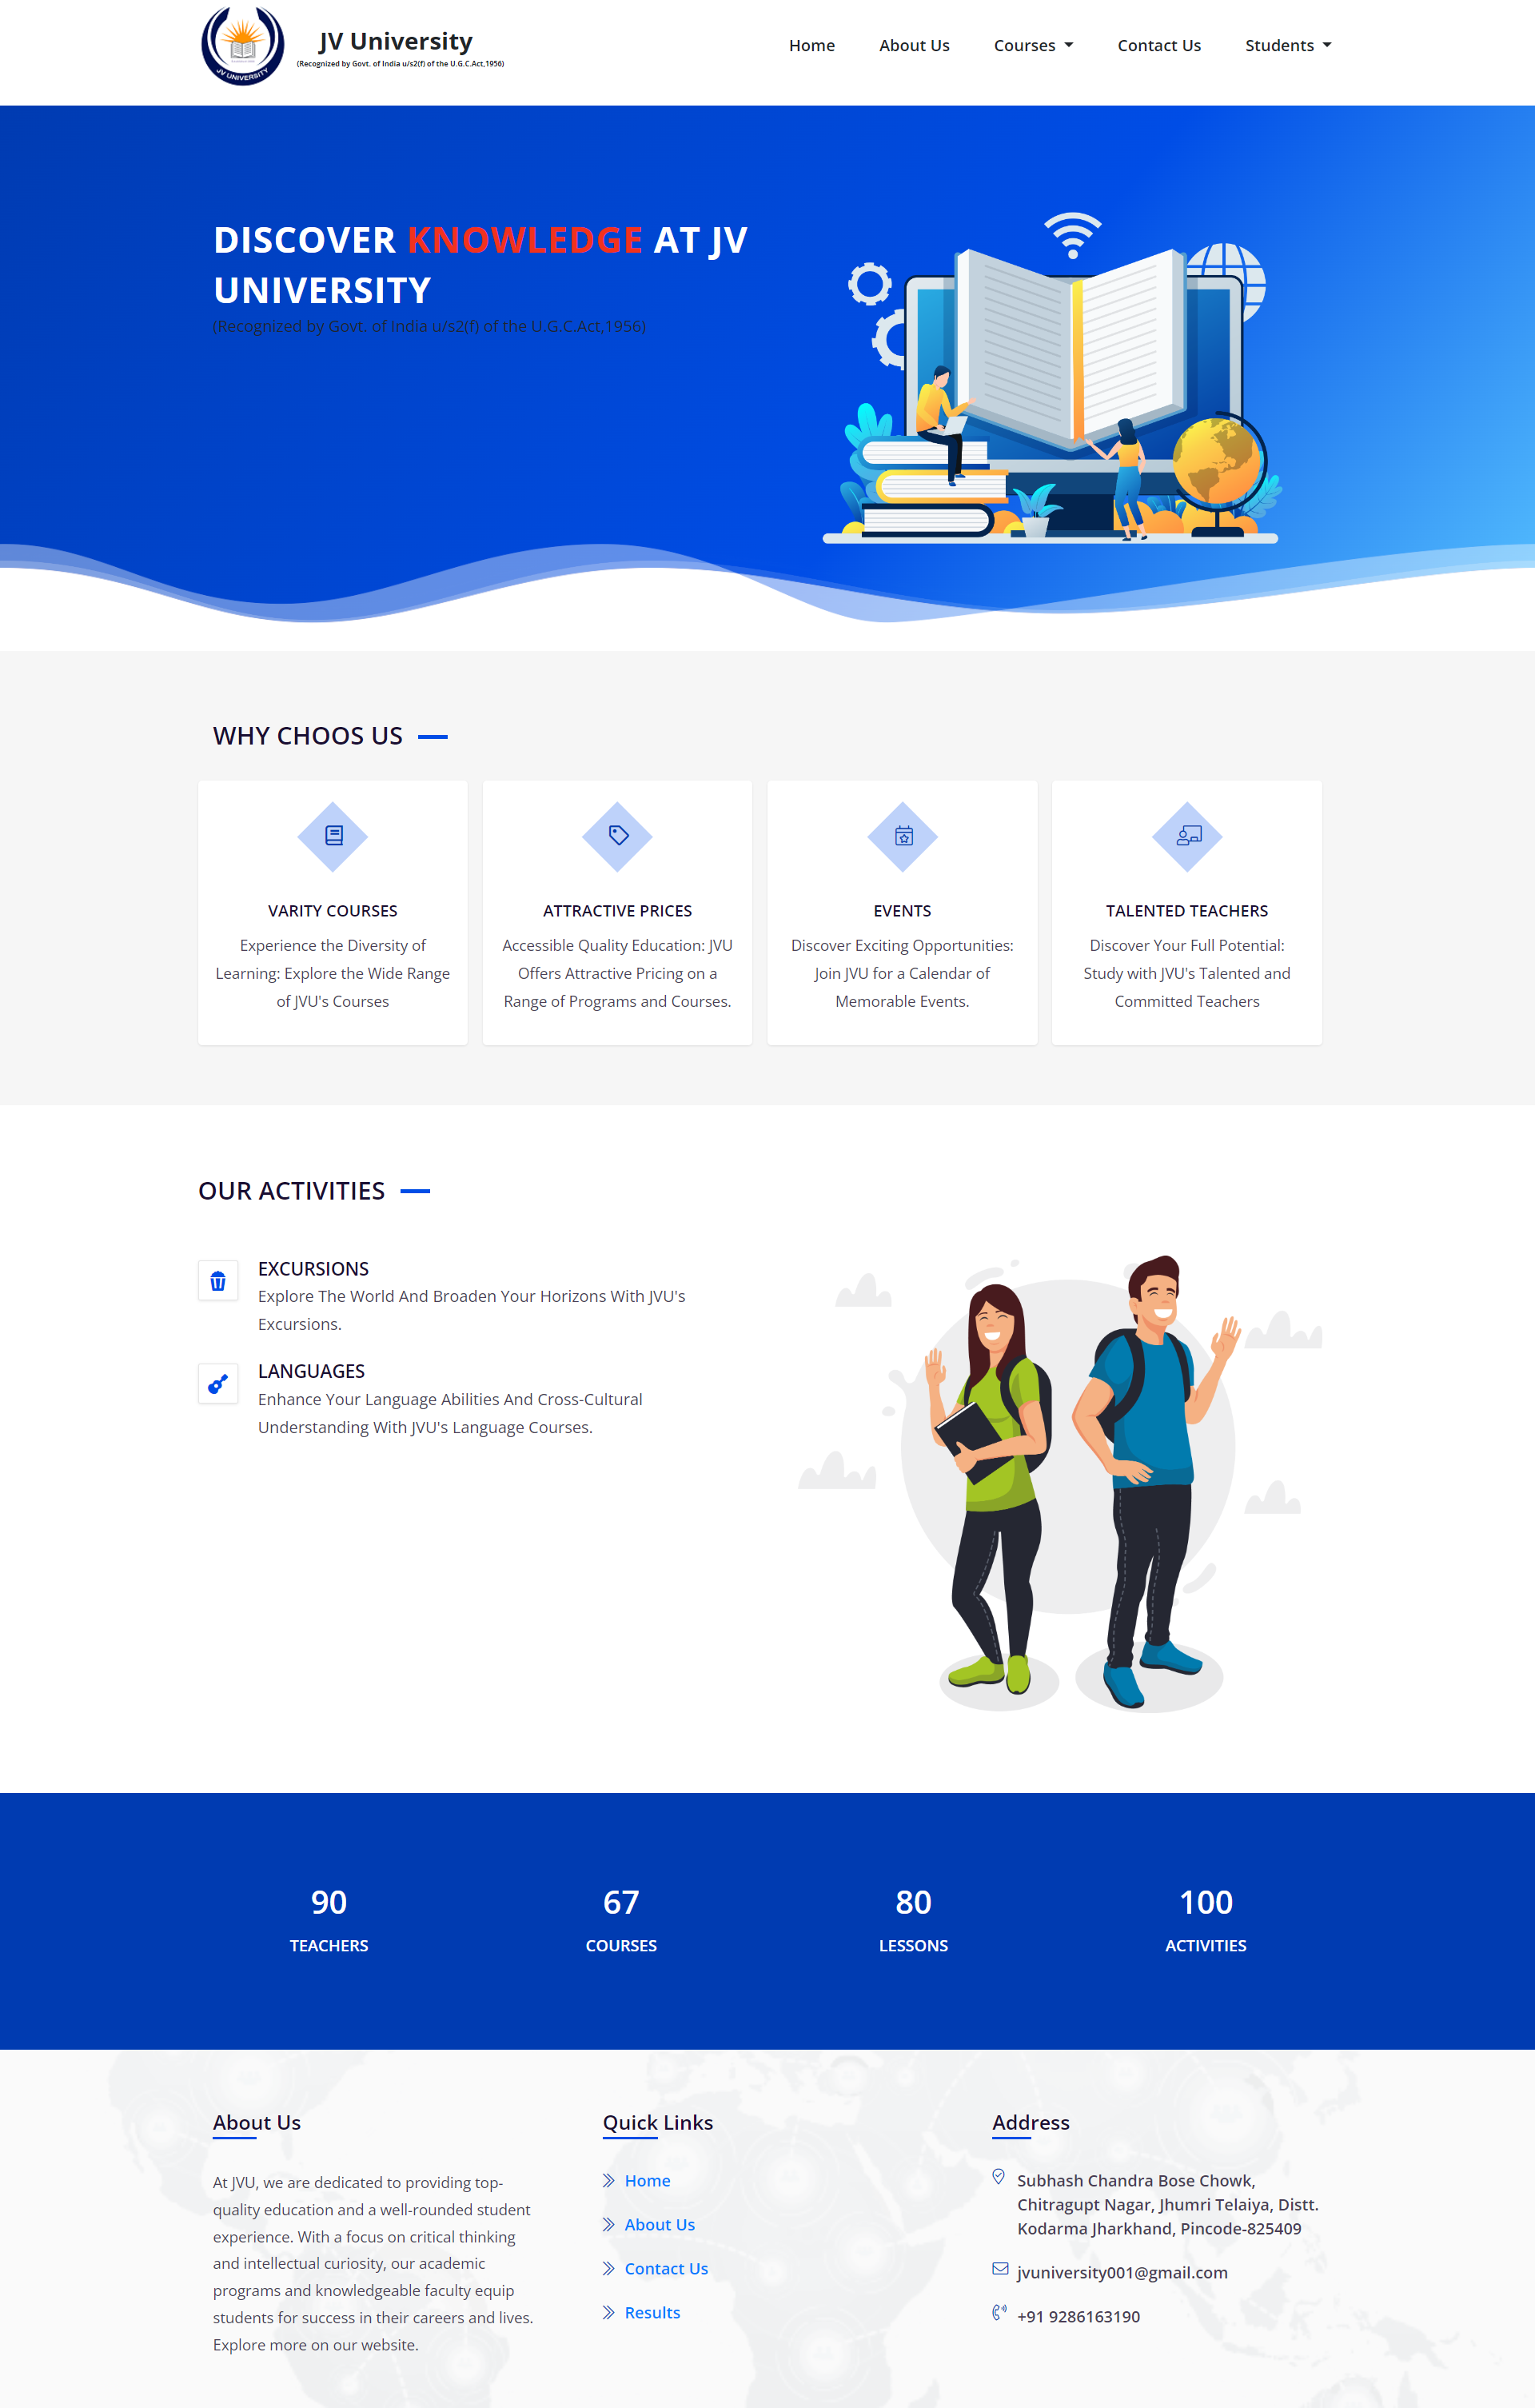 JV UNIVERSITY
JV University
(Recognized by Govt. of India u/s2(f) of the U.G.C.Act,1956)
Home
About Us
Courses
Contact Us
Students
DISCOVER KNOWLEDGE AT JV
UNIVERSITY
(Recognized by Govt. of India u/s2(f) of the U.G.C.Act,1956)
WHY CHOOS US
VARITY COURSES
Experience the Diversity of
Learning: Explore the Wide Range
of JVU's Courses
ATTRACTIVE PRICES
Accessible Quality Education: JVU
Offers Attractive Pricing on a
Range of Programs and Courses.
EVENTS
Discover Exciting Opportunities:
Join JVU for a Calendar of
Memorable Events.
TALENTED TEACHERS
Discover Your Full Potential:
Study with JVU's Talented and
Committed Teachers
OUR ACTIVITIES
EXCURSIONS
Explore The World And Broaden Your Horizons With JVU's
Excursions.
LANGUAGES
Enhance Your Language Abilities And Cross-Cultural
Understanding With JVU's Language Courses.
90
TEACHERS
67
COURSES
80
LESSONS
100
ACTIVITIES
About Us
At JVU, we are dedicated to providing top-
quality education and a well-rounded student
experience. With a focus on critical thinking
and intellectual curiosity, our academic
programs and knowledgeable faculty equip
students for success in their careers and lives.
Explore more on our website.
Quick Links
Home
About Us
Contact Us
Results
Address
Subhash Chandra Bose Chowk,
Chitragupt Nagar, Jhumri Telaiya, Distt.
Kodarma Jharkhand, Pincode-825409
jvuniversity001@gmail.com
+91 9286163190